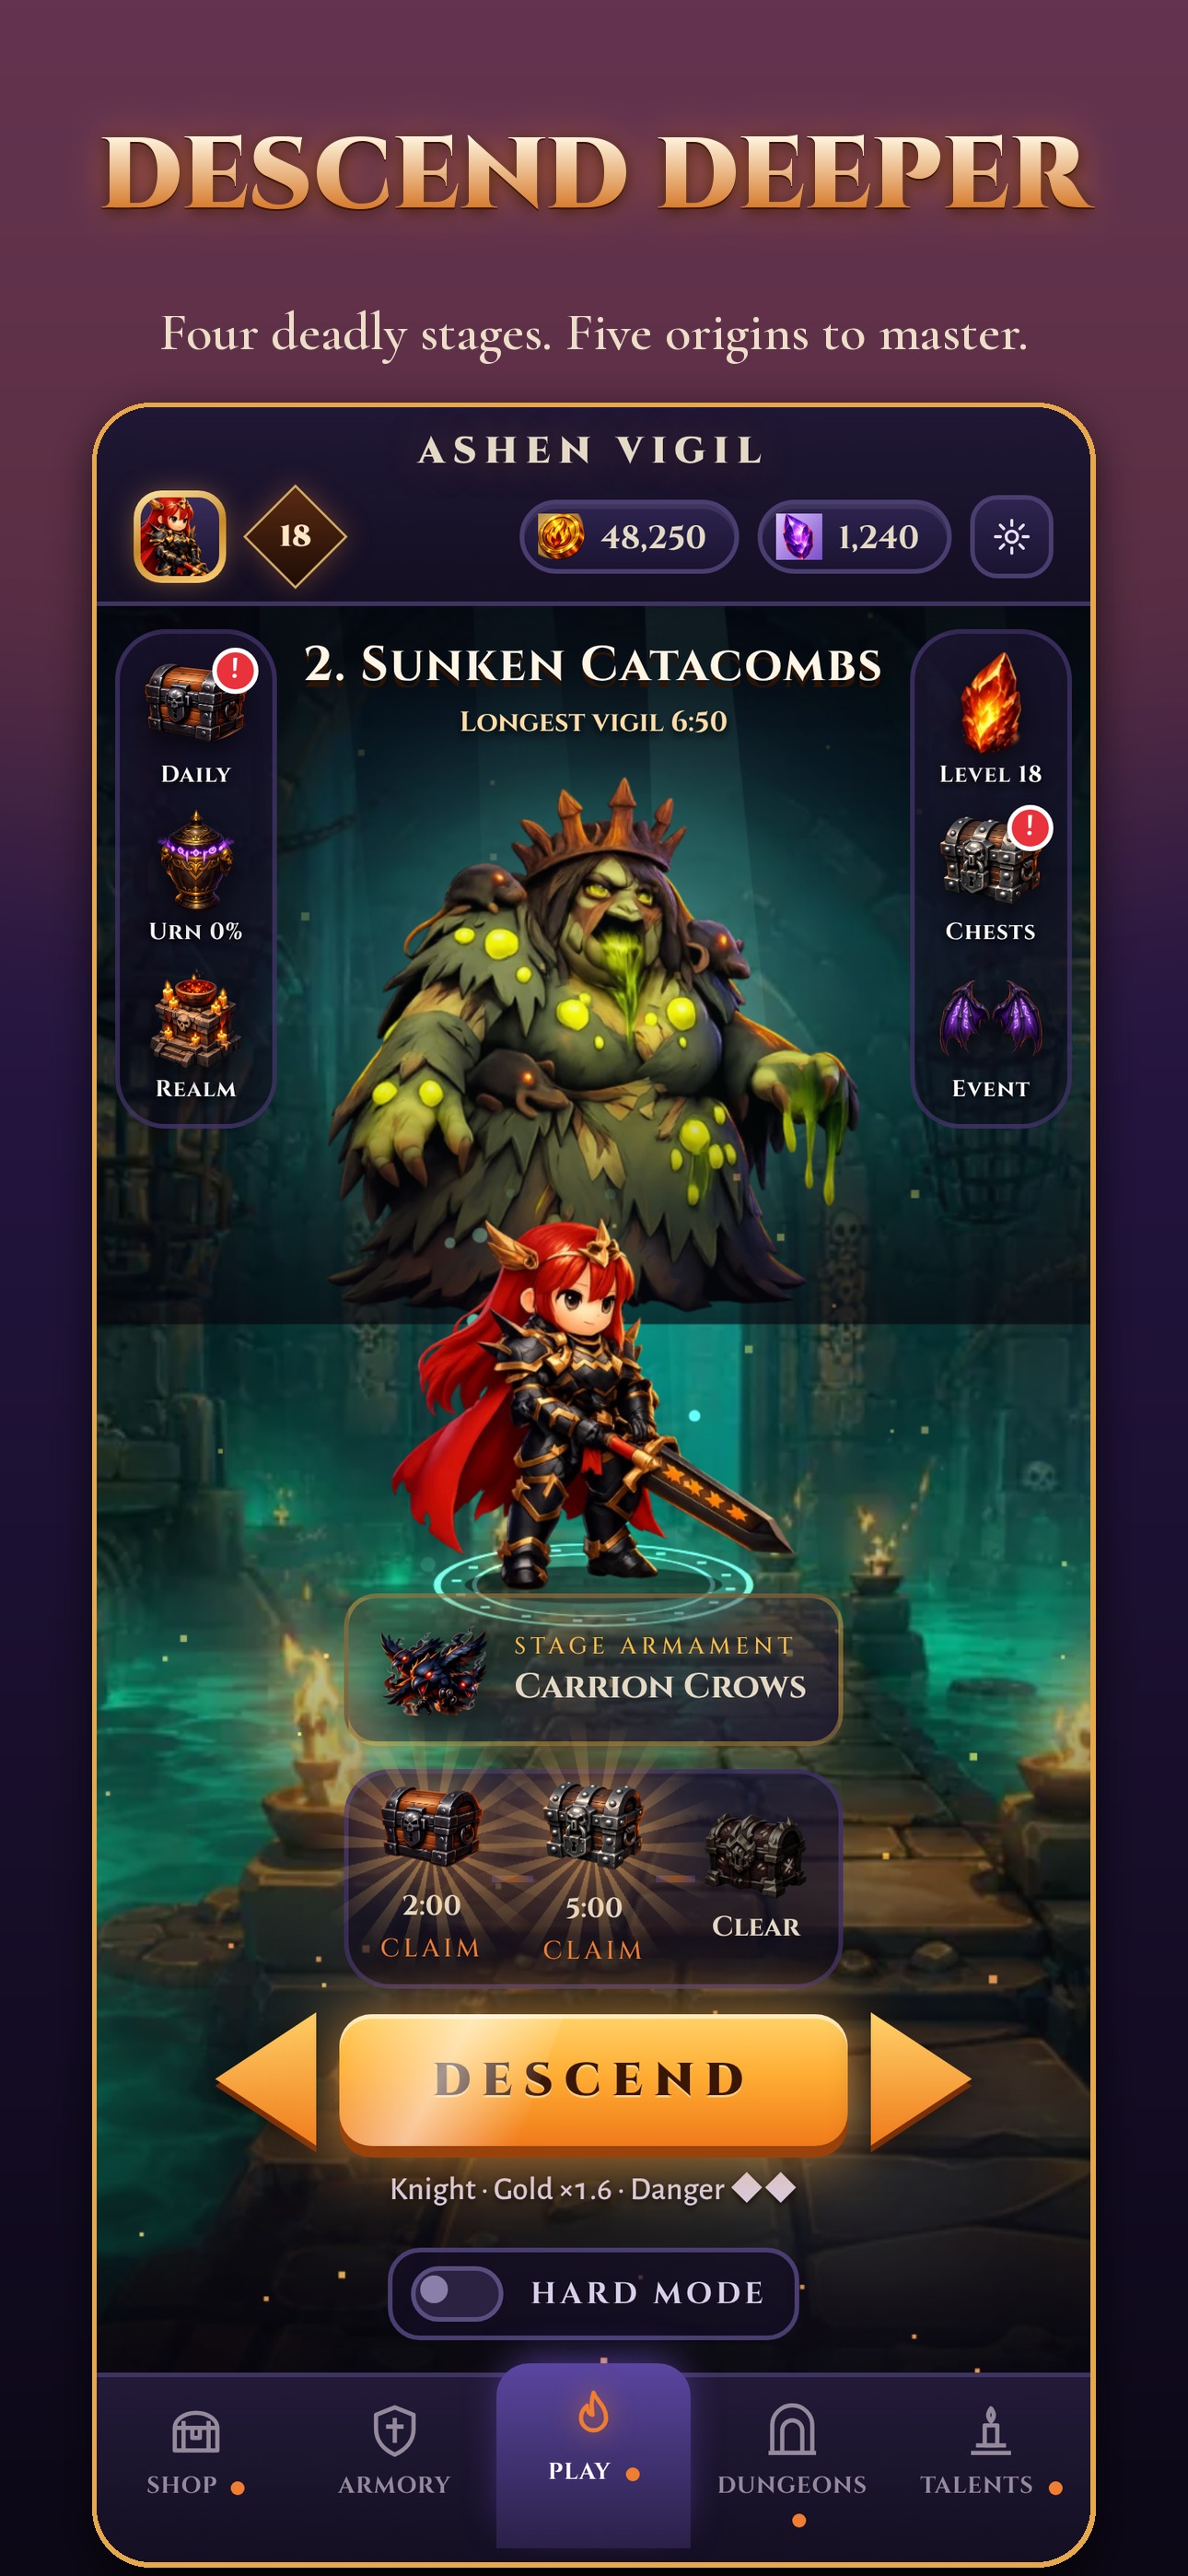 DESCEND DEEPER
Four deadly stages. Five origins to master.
ASHEN VIGIL
18
48,250
1,240
2. Sunken Catacombs
Longest vigil 6:50
!
Daily
Urn 0%
Realm
Level 18
!
Chests
Event
STAGE ARMAMENT
Carrion Crows
2:00
CLAIM
5:00
CLAIM
Clear
DESCEND
Knight · Gold ×1.6 · Danger ◆◆
HARD MODE
SHOP
ARMORY
PLAY
DUNGEONS
TALENTS